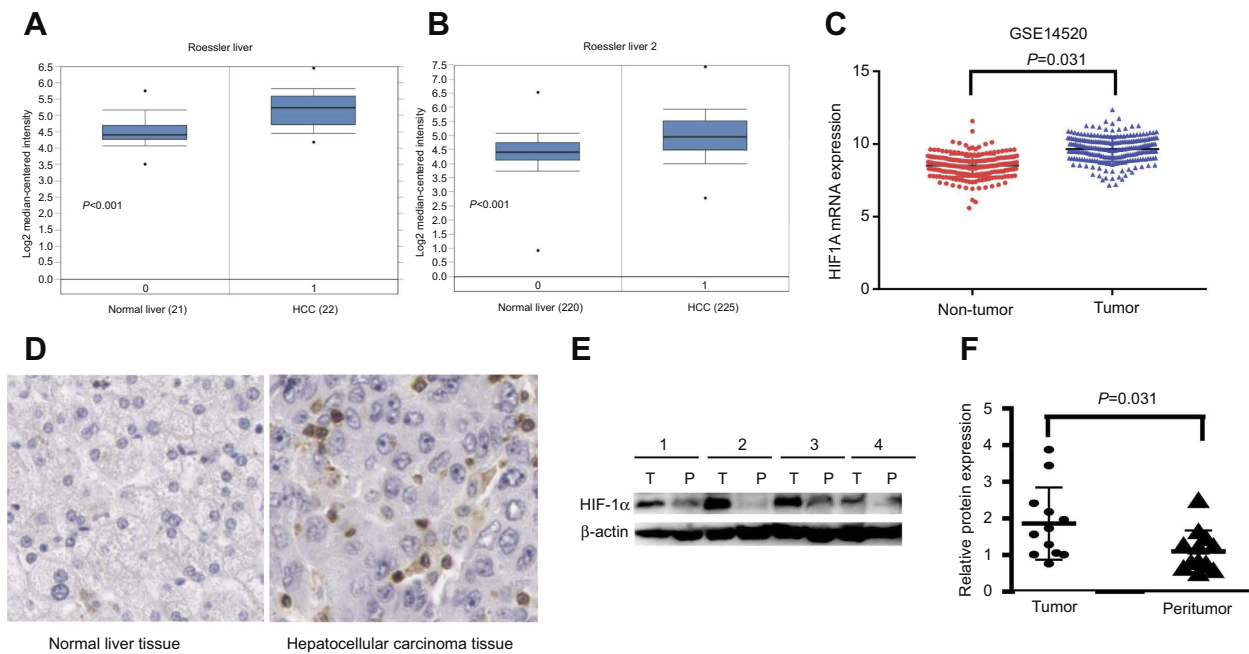 A
Roessler liver
Log2 median-centered intensity
6.5
6.0
5.5
5.0
4.5
4.0
3.5
3.0
2.5
2.0
1.5
1.0
0.5
0.0
P<0.001
0
1
Normal liver (21)
HCC (22)
B
Roessler liver 2
Log2 median-centered intensity
7.5
7.0
6.5
6.0
5.5
5.0
4.5
4.0
3.5
3.0
2.5
2.0
1.5
1.0
0.5
0.0
P<0.001
0
1
Normal liver (220)
HCC (225)
C
GSE14520
P=0.031
HIF1A mRNA expression
15
10
5
0
Non-tumor
Tumor
D
Normal liver tissue
Hepatocellular carcinoma tissue
E
1 2 3 4
T P T P T P T P
HIF-1α
β-actin
F
P=0.031
Relative protein expression
5
4
3
2
1
0
Tumor
Peritumor